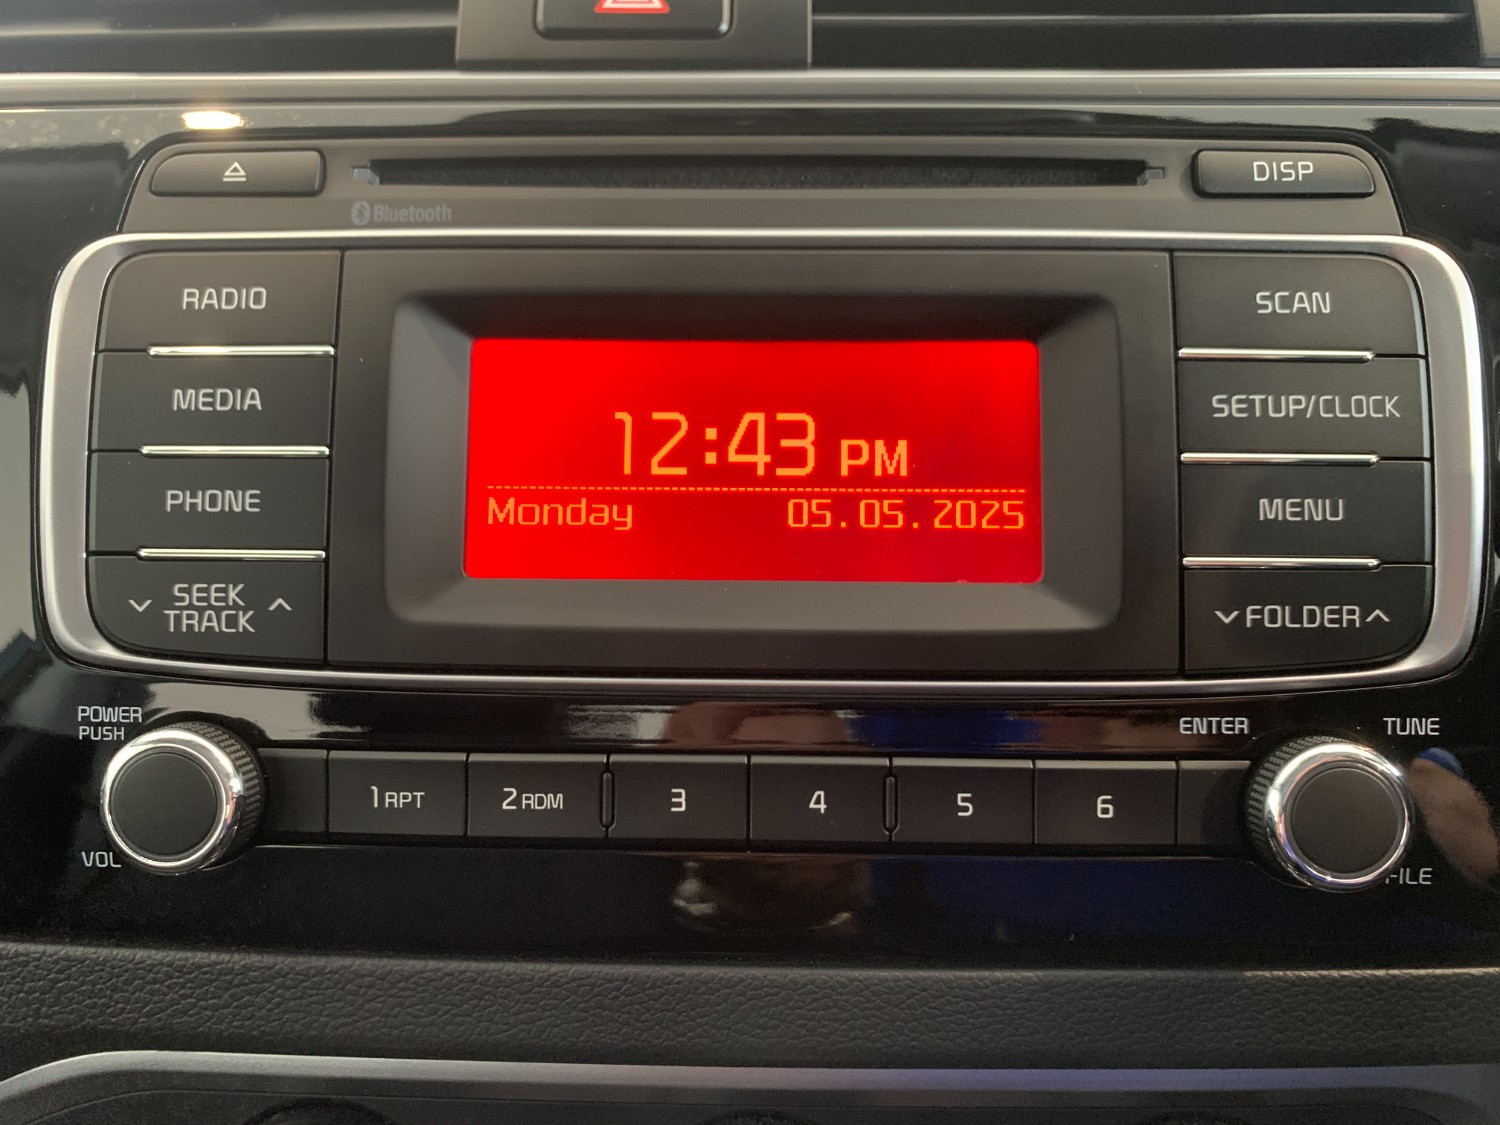 DISP
Bluetooth
RADIO
SCAN
MEDIA
SETUP/CLOCK
12:43 PM
PHONE
MENU
Monday 05.05.2025
SEEK
TRACK
FOLDER
POWER
PUSH
ENTER
TUNE
1 RPT
2 RDM
3
4
5
6
VOL
FILE